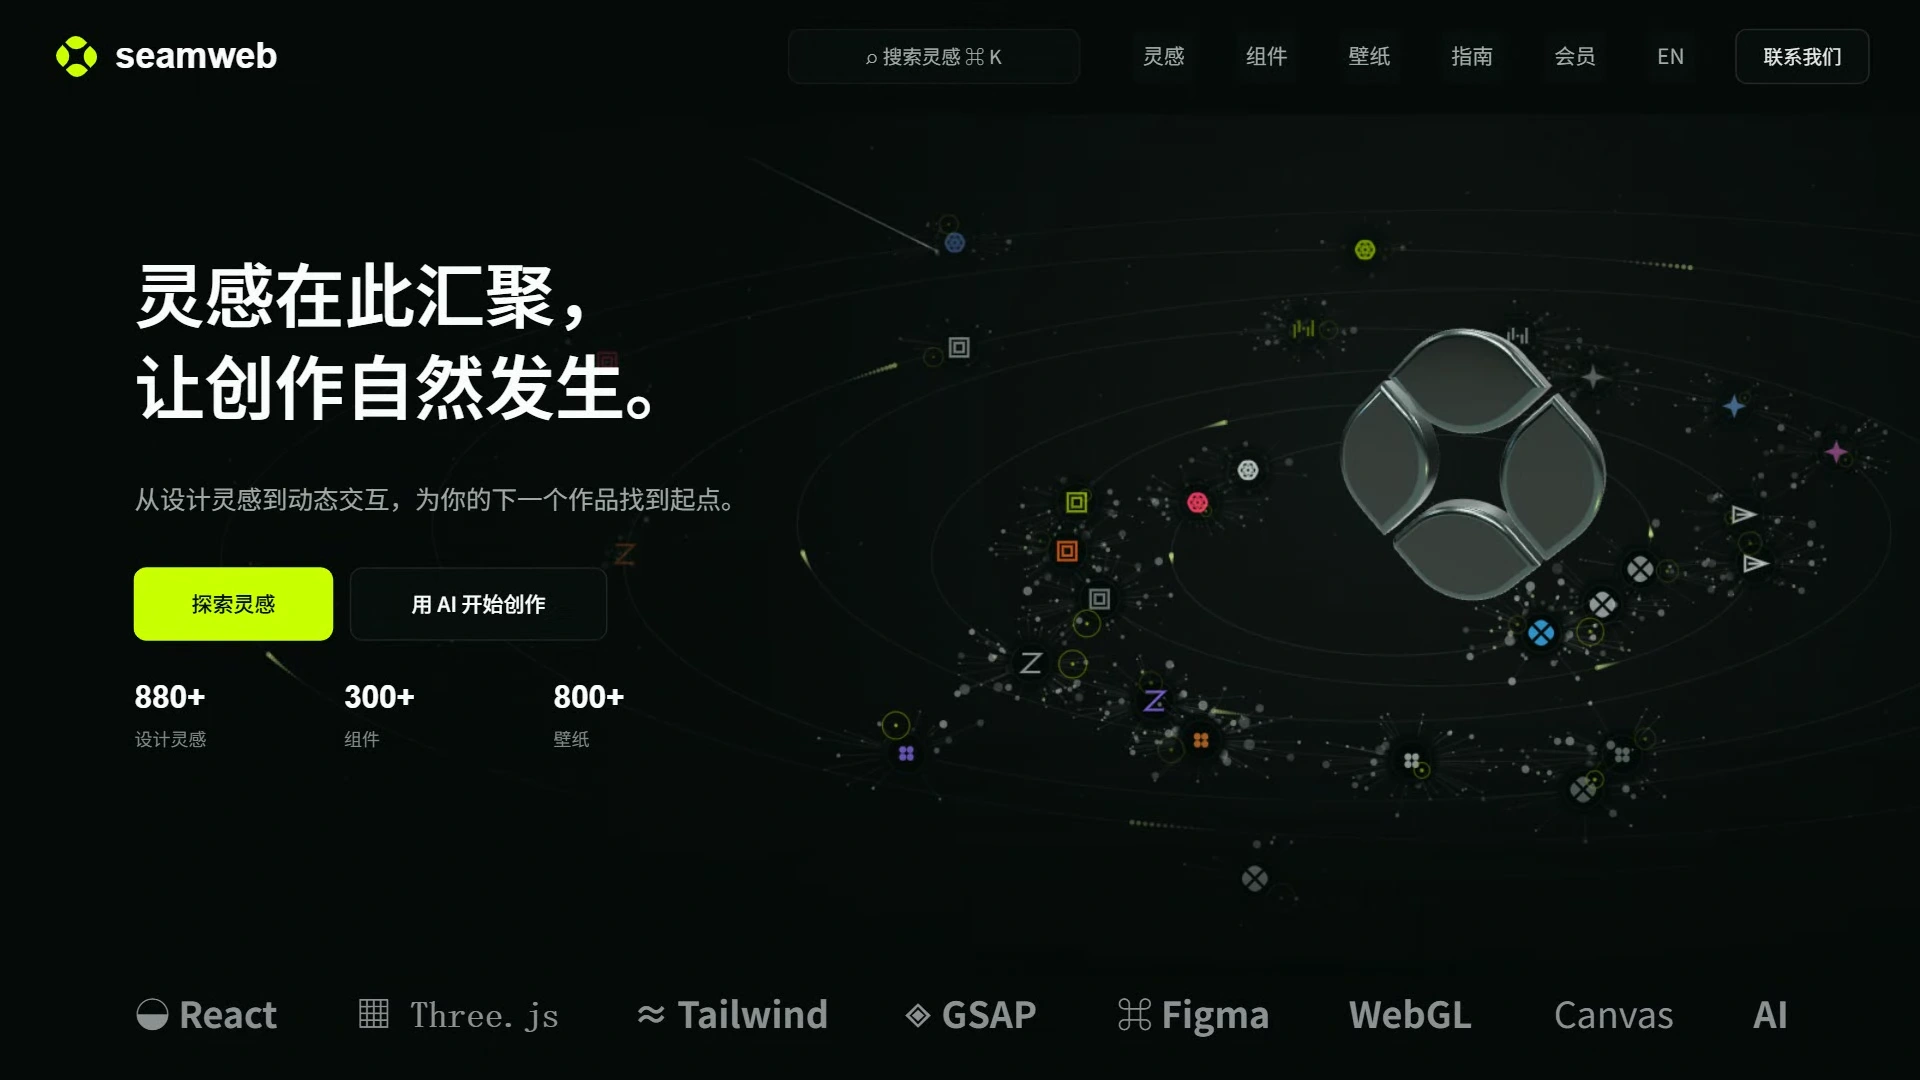 seamweb
⌕ 搜索灵感 ⌘ K
灵感
组件
壁纸
指南
会员
EN
联系我们
灵感在此汇聚，
让创作自然发生。
从设计灵感到动态交互，为你的下一个作品找到起点。
探索灵感
用 AI 开始创作
880+
300+
800+
设计灵感
组件
壁纸
React
Three.js
Tailwind
GSAP
Figma
WebGL
Canvas
AI